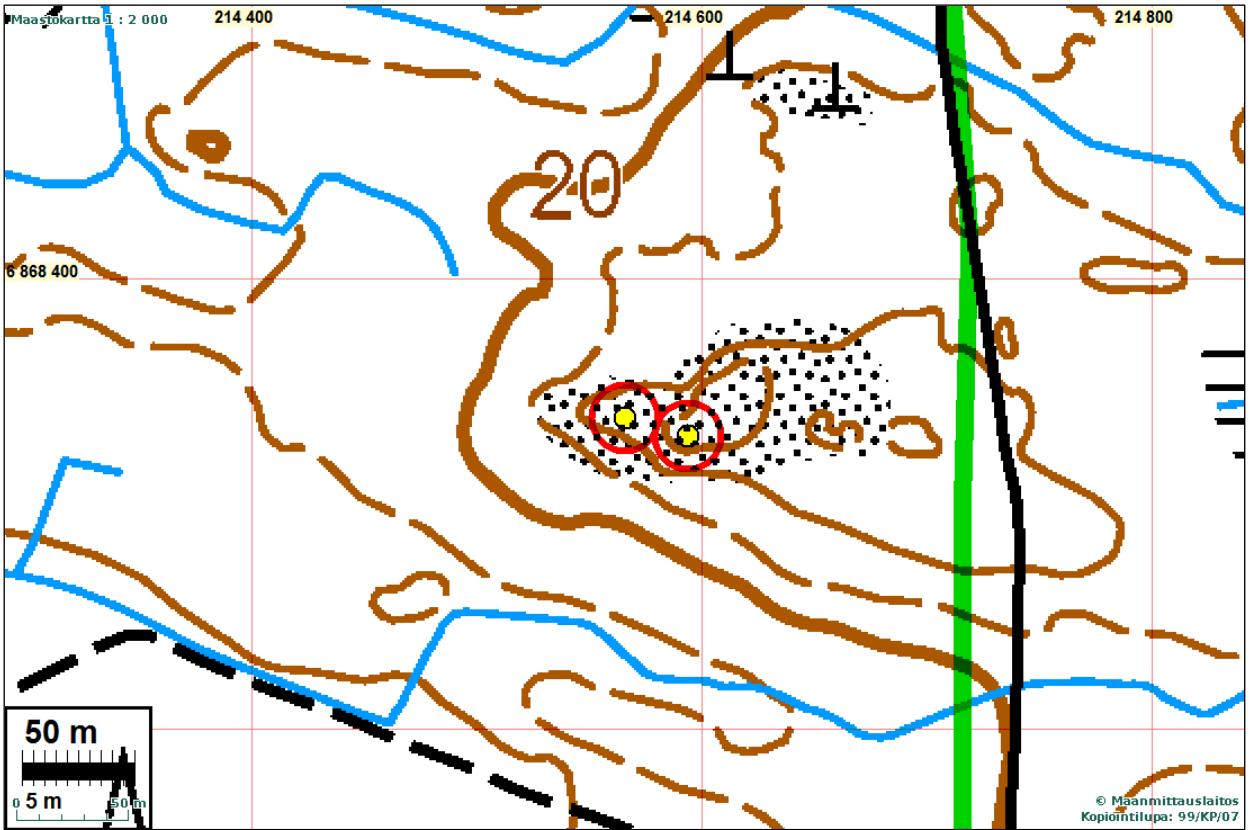 Maastokartta 1 : 2 000
214 400
214 600
214 800
20
6 868 400
50 m
5 m
0
50 m
© Maanmittauslaitos
Kopiointilupa: 99/KP/07